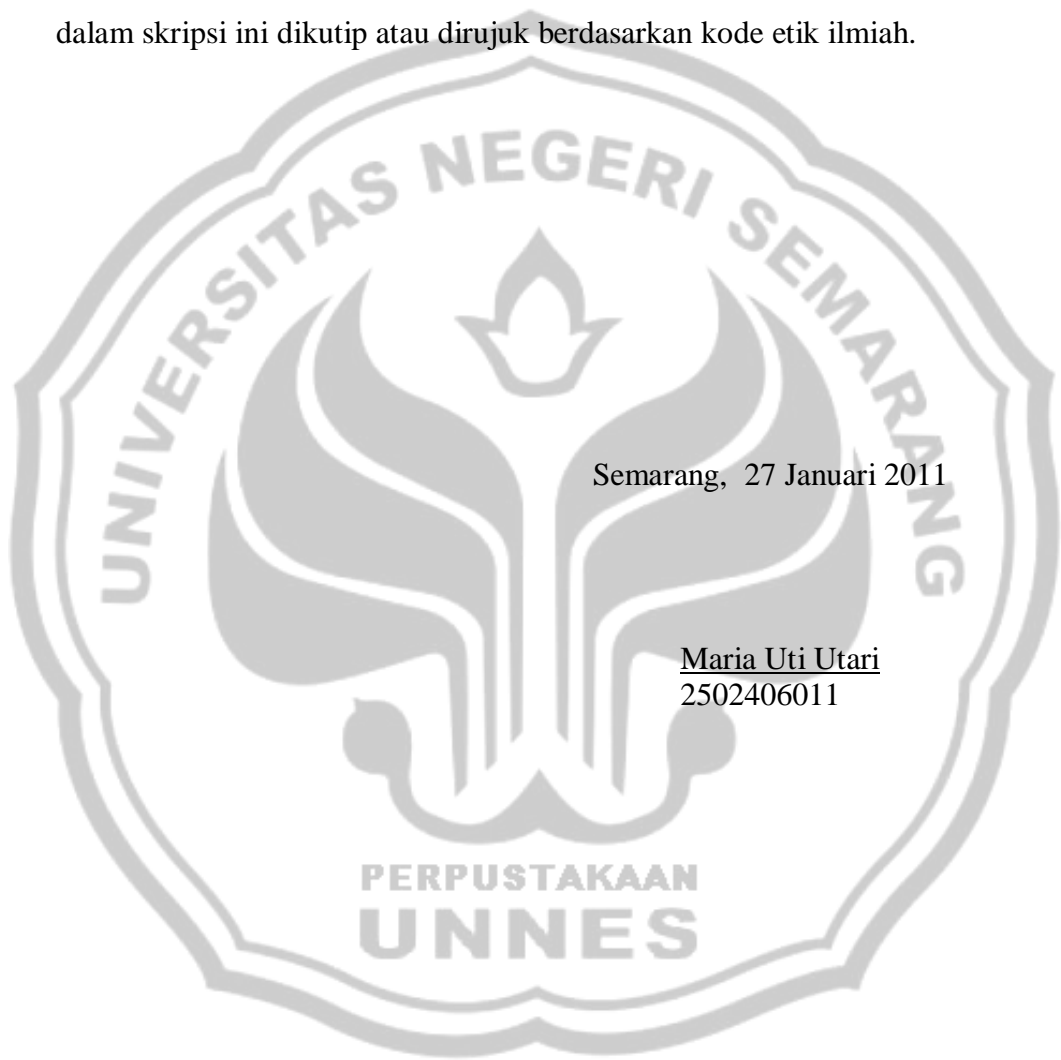 dalam skripsi ini dikutip atau dirujuk berdasarkan kode etik ilmiah.
UNIVERSITAS NEGERI SEMARANG
Semarang,  27 Januari 2011
Maria Uti Utari
2502406011
PERPUSTAKAAN
UNNES